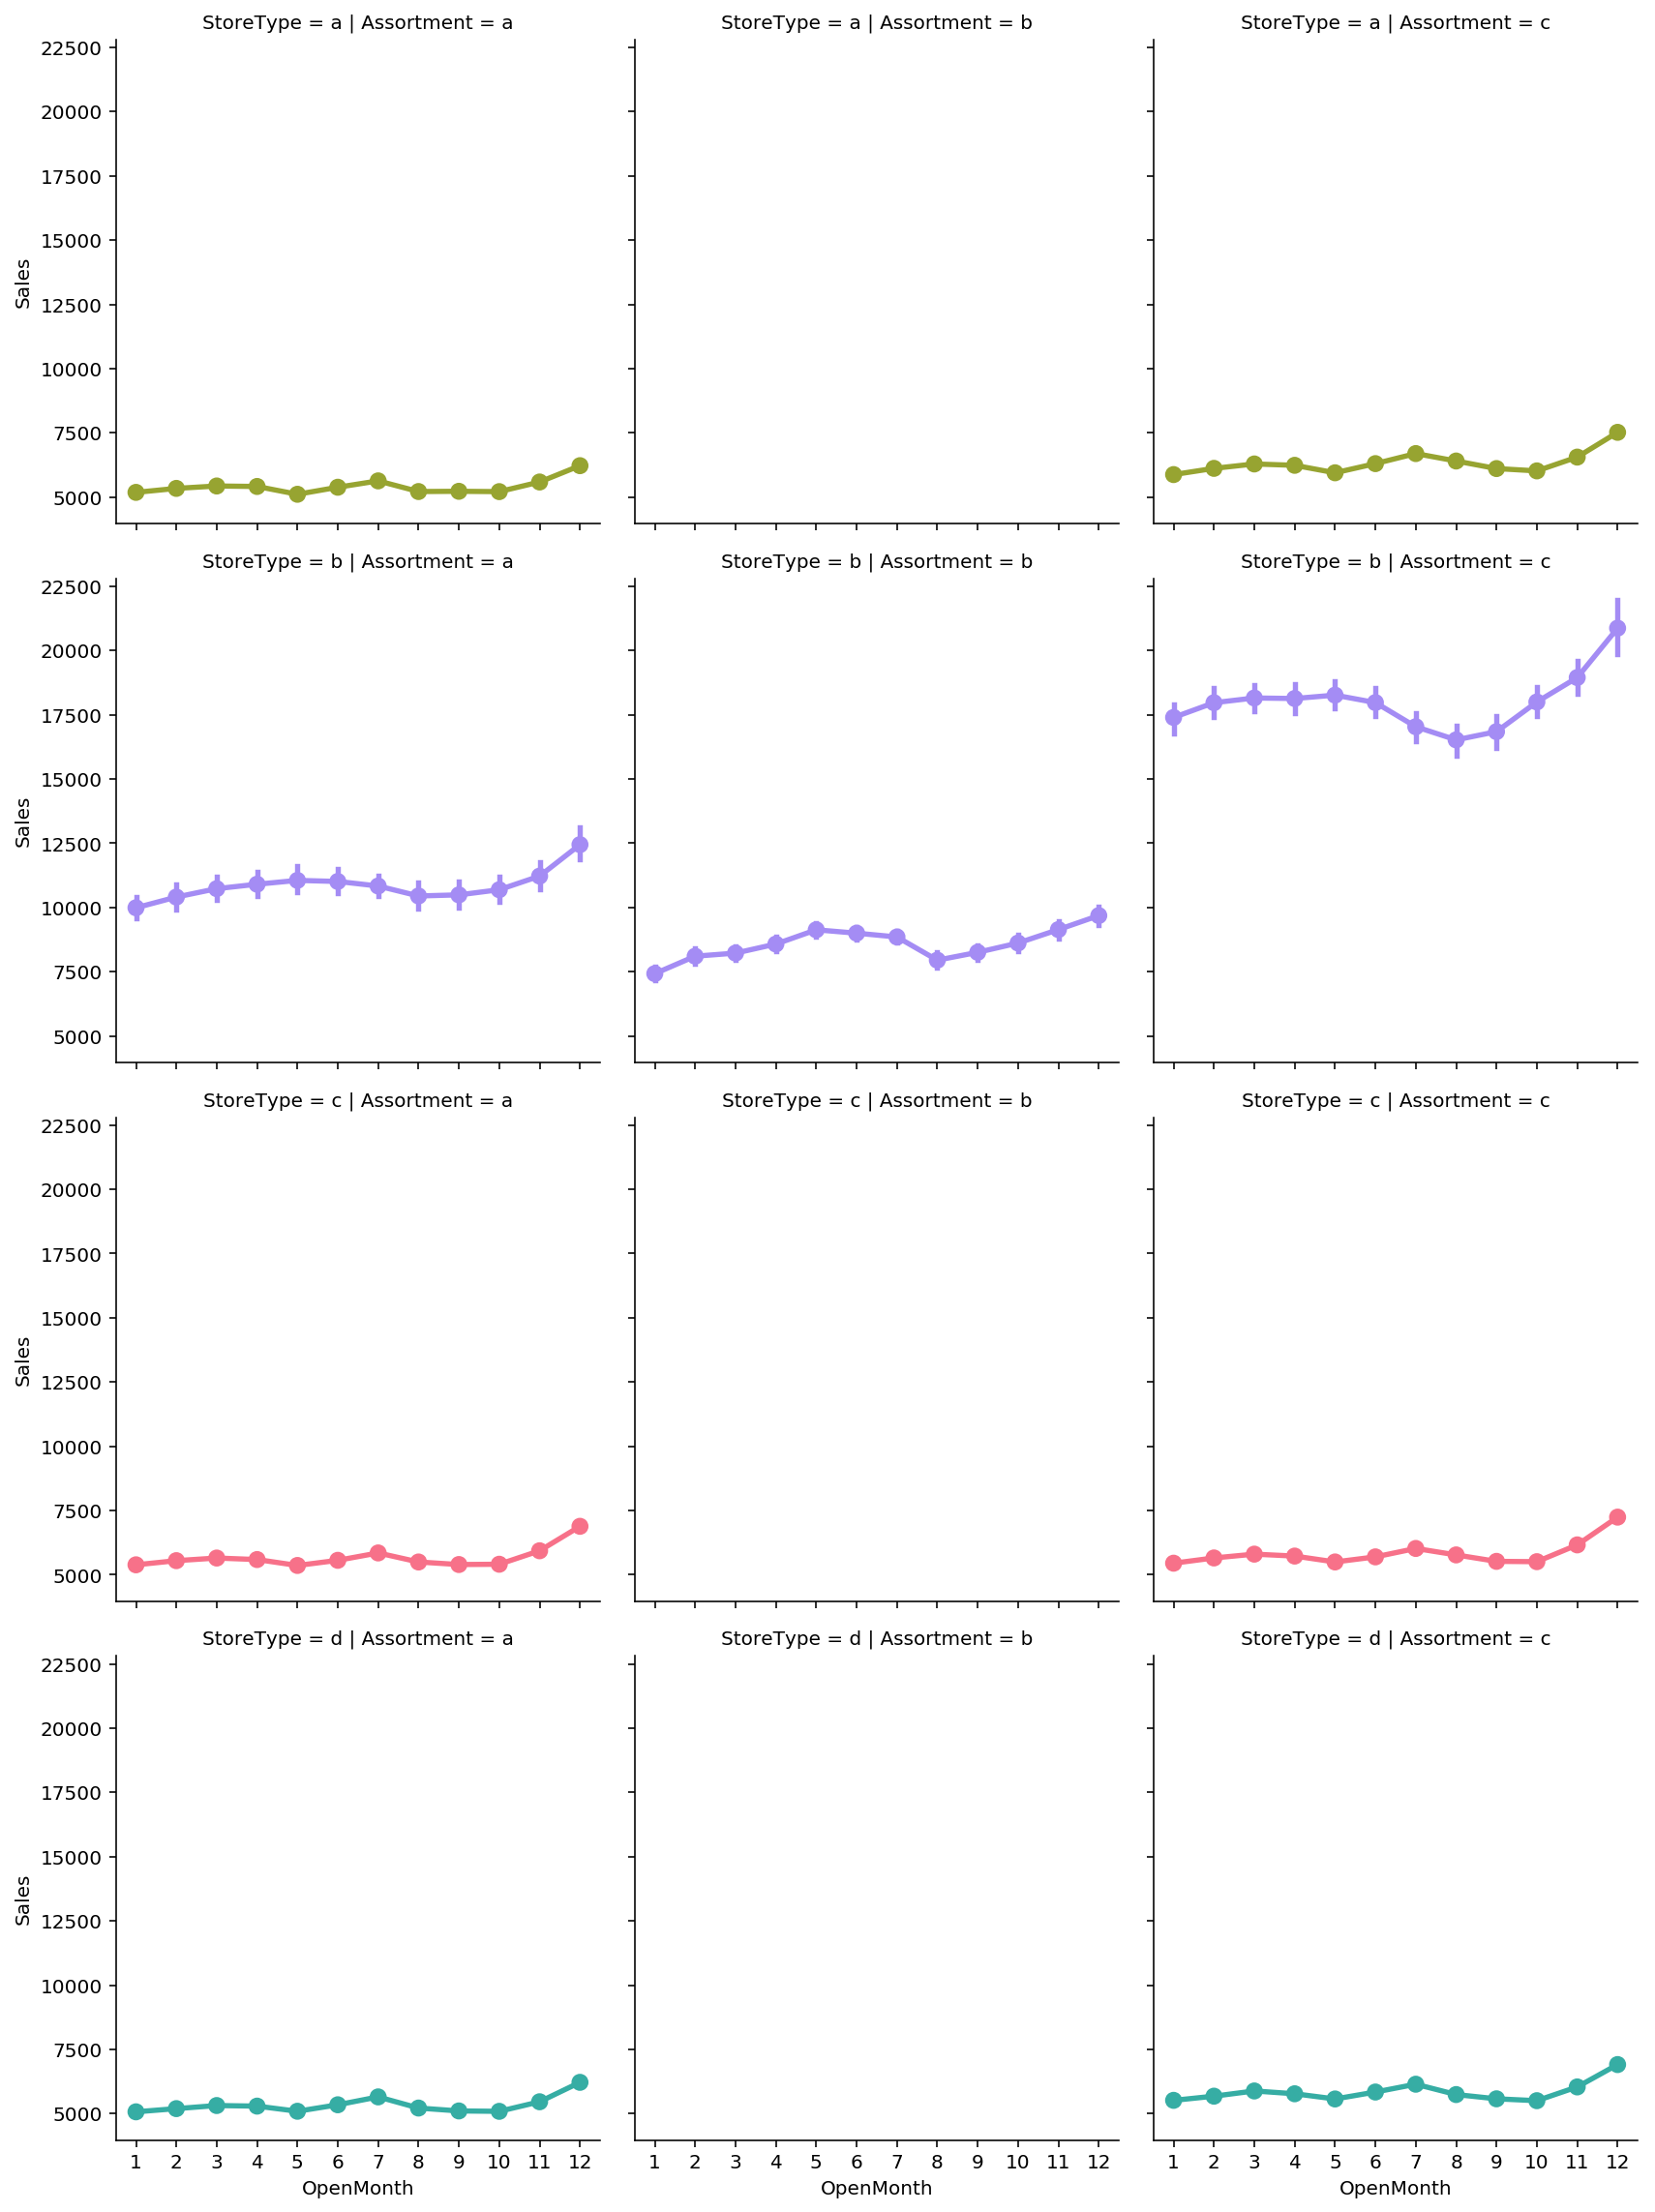 StoreType = a | Assortment = a
StoreType = a | Assortment = b
StoreType = a | Assortment = c
22500
20000
17500
15000
12500
10000
7500
5000
Sales
StoreType = b | Assortment = a
StoreType = b | Assortment = b
StoreType = b | Assortment = c
22500
20000
17500
15000
12500
10000
7500
5000
Sales
StoreType = c | Assortment = a
StoreType = c | Assortment = b
StoreType = c | Assortment = c
22500
20000
17500
15000
12500
10000
7500
5000
Sales
StoreType = d | Assortment = a
StoreType = d | Assortment = b
StoreType = d | Assortment = c
22500
20000
17500
15000
12500
10000
7500
5000
Sales
1 2 3 4 5 6 7 8 9 10 11 12
1 2 3 4 5 6 7 8 9 10 11 12
1 2 3 4 5 6 7 8 9 10 11 12
OpenMonth
OpenMonth
OpenMonth